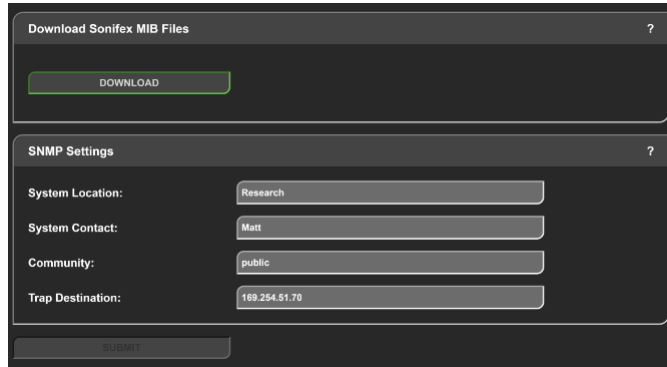 Download Sonifex MIB Files ?
DOWNLOAD
SNMP Settings ?
System Location: Research
System Contact: Matt
Community: public
Trap Destination: 169.254.51.70
SUBMIT